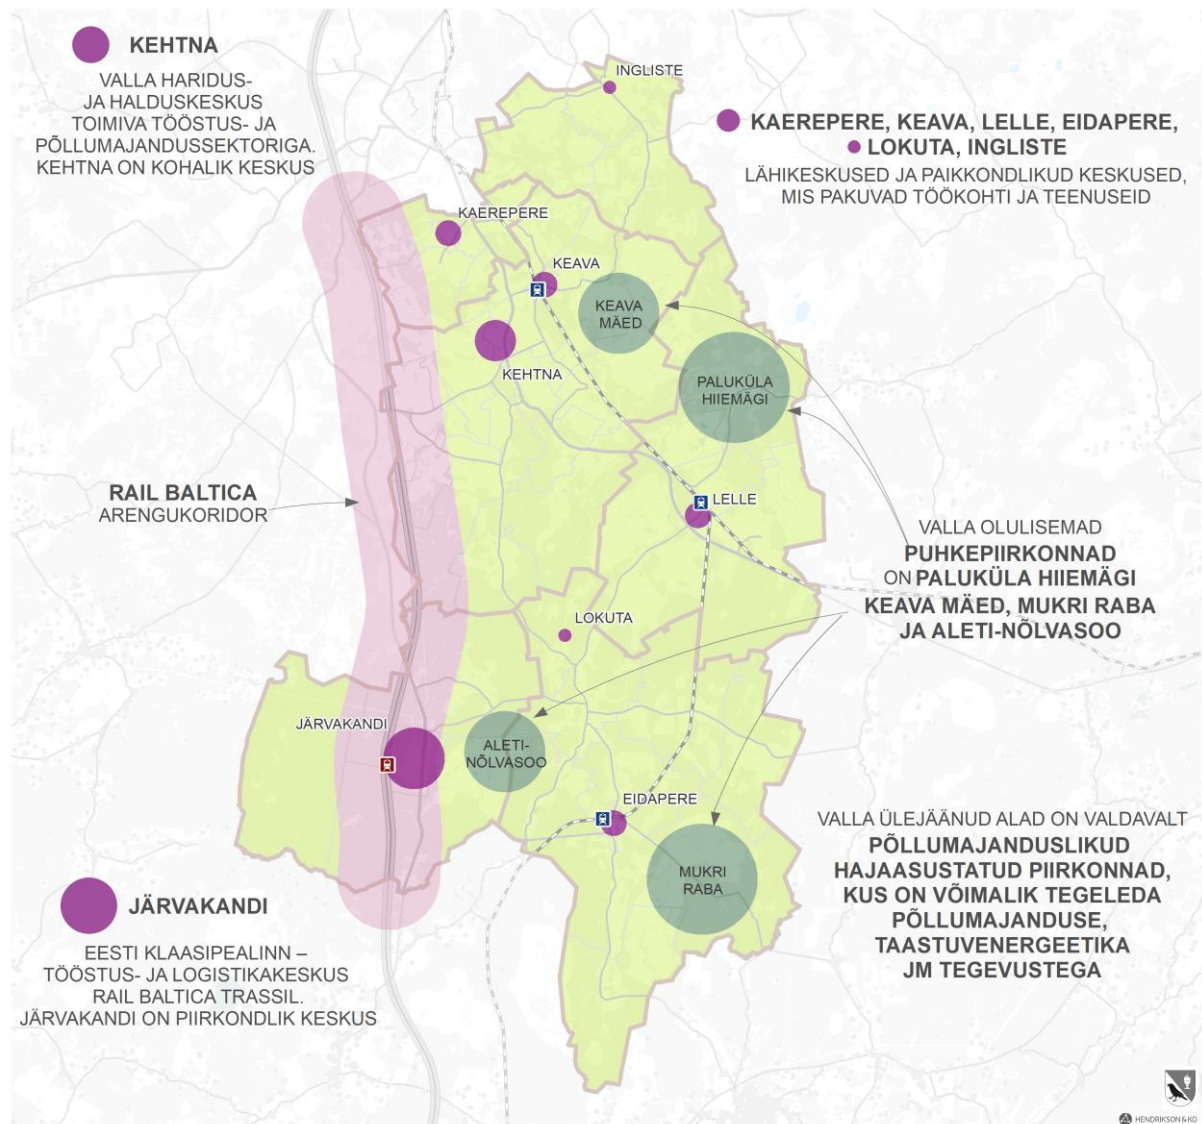 KEHTNA
VALLA HARIDUS-
JA HALDUSKESKUS
TOIMIVA TÖÖSTUS- JA
PÕLLUMAJANDUSSEKTORIGA.
KEHTNA ON KOHALIK KESKUS
INGLISTE
KAEREPERE, KEAVA, LELLE, EIDAPERE,
LOKUTA, INGLISTE
LÄHIKESKUSED JA PAIKKONDLIKUD KESKUSED,
MIS PAKUVAD TÖÖKOHTI JA TEENUSEID
KAEREPERE
KEAVA
KEAVA
MÄED
KEHTNA
PALUKÜLA
HIIEMÄGI
RAIL BALTICA
ARENGUKORIDOR
LELLE
VALLA OLULISEMAD
PUHKEPIIRKONNAD
ON PALUKÜLA HIIEMÄGI
KEAVA MÄED, MUKRI RABA
JA ALETI-NÕLVASOO
LOKUTA
JÄRVAKANDI
ALETI-
NÕLVASOO
EIDAPERE
MUKRI
RABA
VALLA ÜLEJÄÄNUD ALAD ON VALDAVALT
PÕLLUMAJANDUSLIKUD
HAJAASUSTATUD PIIRKONNAD,
KUS ON VÕIMALIK TEGELEDA
PÕLLUMAJANDUSE,
TAASTUVENERGEETIKA
JM TEGEVUSTEGA
JÄRVAKANDI
EESTI KLAASIPEALINN –
TÖÖSTUS- JA LOGISTIKAKESKUS
RAIL BALTICA TRASSIL.
JÄRVAKANDI ON PIIRKONDLIK KESKUS
HENDRIKSON & KO